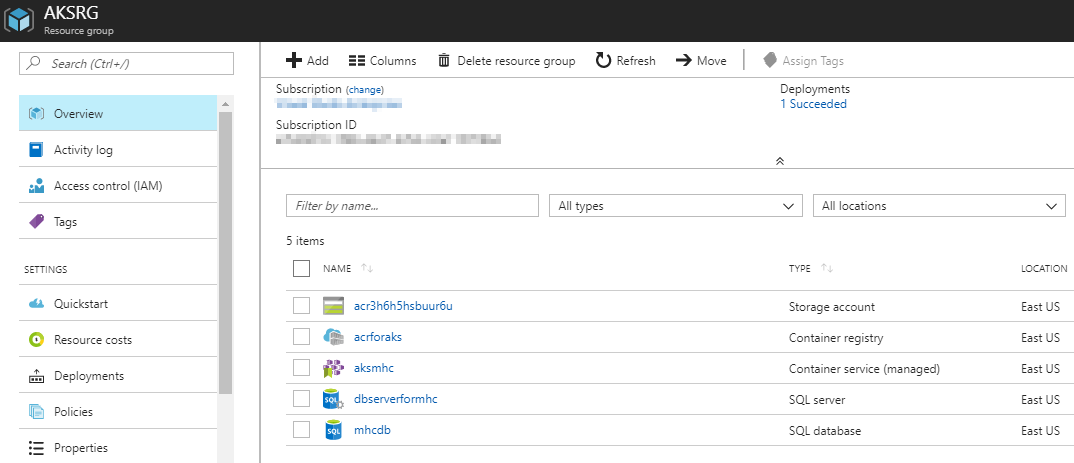 AKSRG
Resource group
Search (Ctrl+/)
Overview
Activity log
Access control (IAM)
Tags
SETTINGS
Quickstart
Resource costs
Deployments
Policies
Properties
Add Columns Delete resource group Refresh Move Assign Tags
Subscription (change) Deployments
1 Succeeded
Subscription ID
Filter by name... All types All locations
5 items
NAME TYPE LOCATION
acr3h6h5hsbuur6u Storage account East US
acrforaks Container registry East US
aksmhc Container service (managed) East US
dbserverformhc SQL server East US
mhcdb SQL database East US